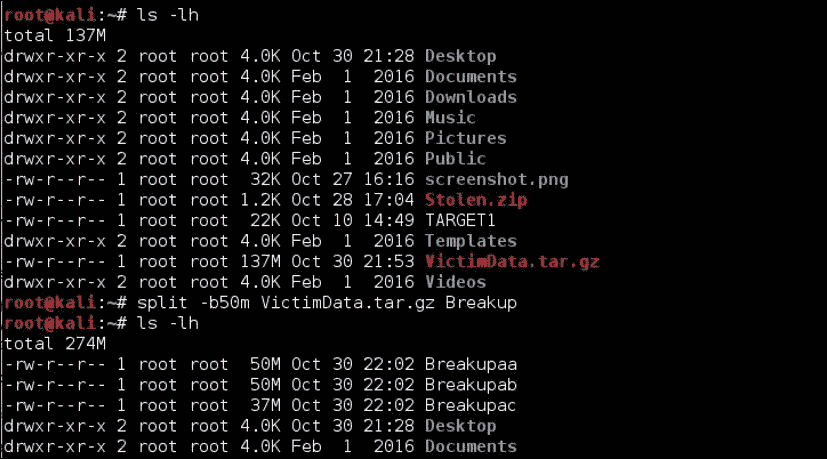 root@kali:~# ls -lh
total 137M
drwxr-xr-x 2 root root 4.0K Oct 30 21:28 Desktop
drwxr-xr-x 2 root root 4.0K Feb  1  2016 Documents
drwxr-xr-x 2 root root 4.0K Feb  1  2016 Downloads
drwxr-xr-x 2 root root 4.0K Feb  1  2016 Music
drwxr-xr-x 2 root root 4.0K Feb  1  2016 Pictures
drwxr-xr-x 2 root root 4.0K Feb  1  2016 Public
-rw-r--r-- 1 root root  32K Oct 27 16:16 screenshot.png
-rw-r--r-- 1 root root 1.2K Oct 28 17:04 Stolen.zip
-rw-r--r-- 1 root root  22K Oct 10 14:49 TARGET1
drwxr-xr-x 2 root root 4.0K Feb  1  2016 Templates
-rw-r--r-- 1 root root 137M Oct 30 21:53 VictimData.tar.gz
drwxr-xr-x 2 root root 4.0K Feb  1  2016 Videos
root@kali:~# split -b50m VictimData.tar.gz Breakup
root@kali:~# ls -lh
total 274M
-rw-r--r-- 1 root root  50M Oct 30 22:02 Breakupaa
-rw-r--r-- 1 root root  50M Oct 30 22:02 Breakupab
-rw-r--r-- 1 root root  37M Oct 30 22:02 Breakupac
drwxr-xr-x 2 root root 4.0K Oct 30 21:28 Desktop
drwxr-xr-x 2 root root 4.0K Feb  1  2016 Documents